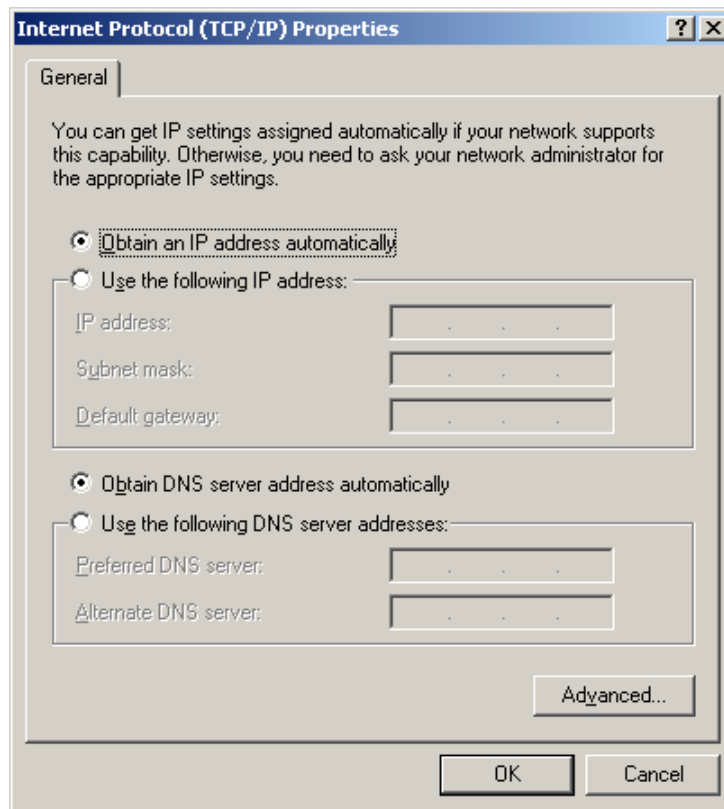 Internet Protocol (TCP/IP) Properties
General
You can get IP settings assigned automatically if your network supports
this capability. Otherwise, you need to ask your network administrator for
the appropriate IP settings.
Obtain an IP address automatically
Use the following IP address:
IP address:
Subnet mask:
Default gateway:
Obtain DNS server address automatically
Use the following DNS server addresses:
Preferred DNS server:
Alternate DNS server:
Advanced...
OK
Cancel